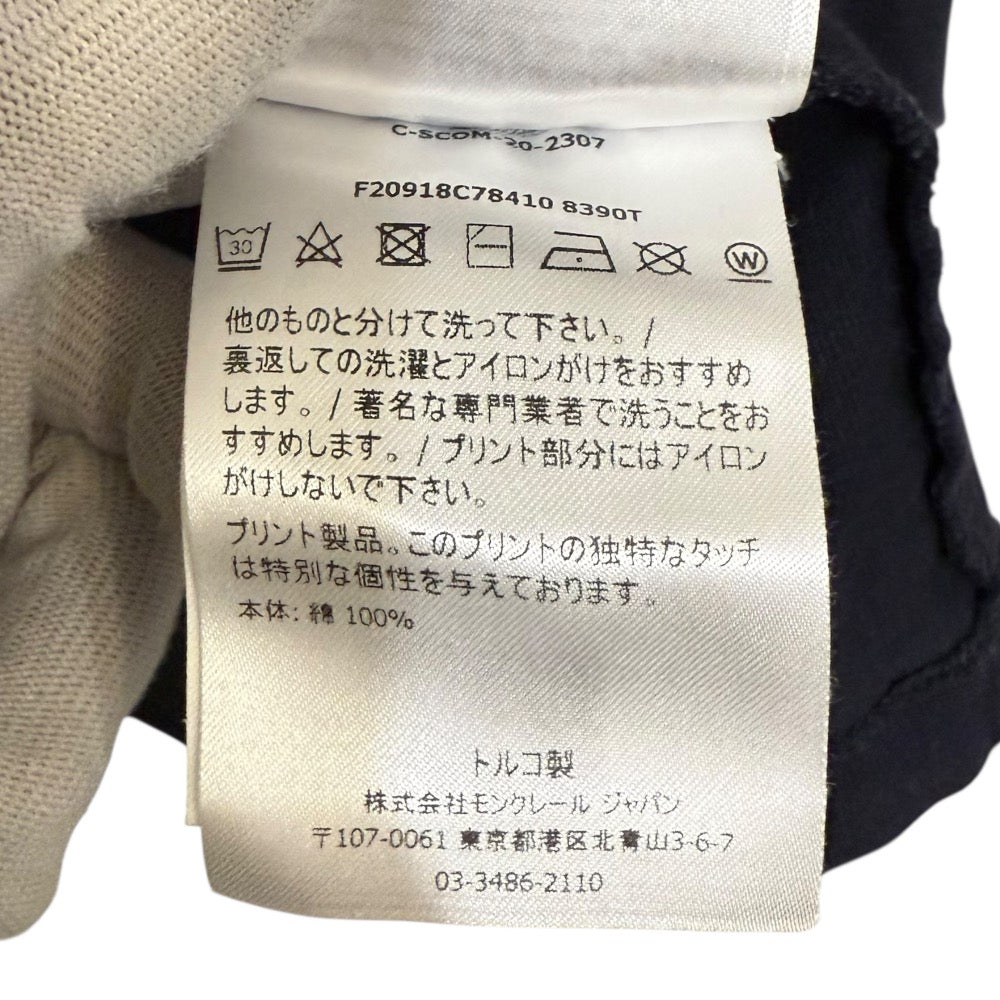 C-SCOM-20-2307
F20918C78410 8390T
30
W
他のものと分けて洗って下さい。/
裏返しての洗濯とアイロンがけをおすすめ
します。/ 著名な専門業者で洗うことをお
すすめします。/ プリント部分にはアイロン
がけしないで下さい。
プリント製品。このプリントの独特なタッチ
は特別な個性を与えております。
本体: 綿 100%
トルコ製
株式会社モンクレール ジャパン
〒107-0061 東京都港区北青山3-6-7
03-3486-2110